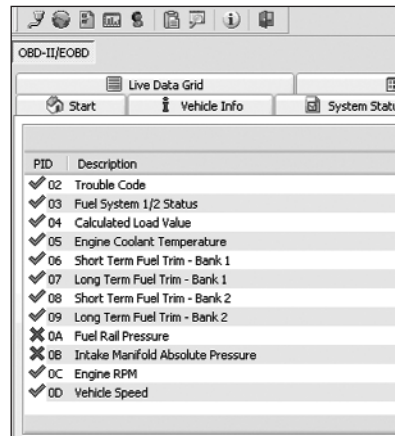 OBD-II/EOBD
Live Data Grid
Start Vehicle Info System Statu
PID Description
02 Trouble Code
03 Fuel System 1/2 Status
04 Calculated Load Value
05 Engine Coolant Temperature
06 Short Term Fuel Trim - Bank 1
07 Long Term Fuel Trim - Bank 1
08 Short Term Fuel Trim - Bank 2
09 Long Term Fuel Trim - Bank 2
0A Fuel Rail Pressure
0B Intake Manifold Absolute Pressure
0C Engine RPM
0D Vehicle Speed